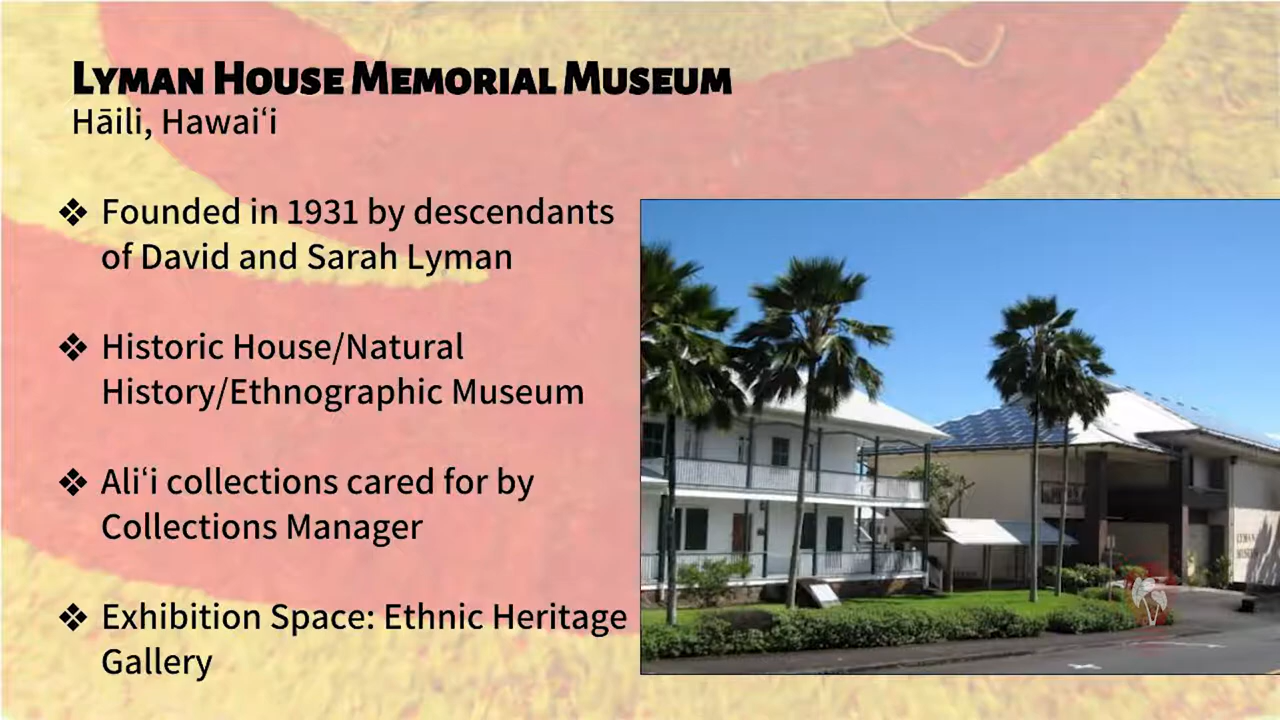 Lyman House Memorial Museum
Hāili, Hawaiʻi
❖ Founded in 1931 by descendants
of David and Sarah Lyman
❖ Historic House/Natural
History/Ethnographic Museum
❖ Aliʻi collections cared for by
Collections Manager
❖ Exhibition Space: Ethnic Heritage
Gallery
LYMAN